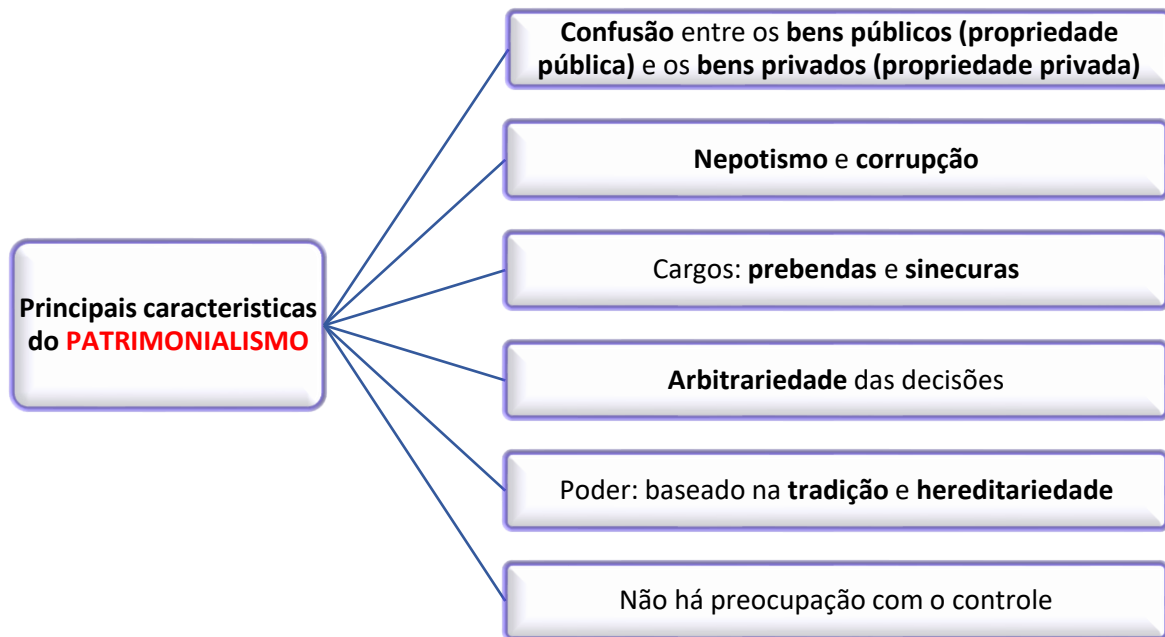 Principais caracteristicas
do PATRIMONIALISMO
Confusão entre os bens públicos (propriedade
pública) e os bens privados (propriedade privada)
Nepotismo e corrupção
Cargos: prebendas e sinecuras
Arbitrariedade das decisões
Poder: baseado na tradição e hereditariedade
Não há preocupação com o controle